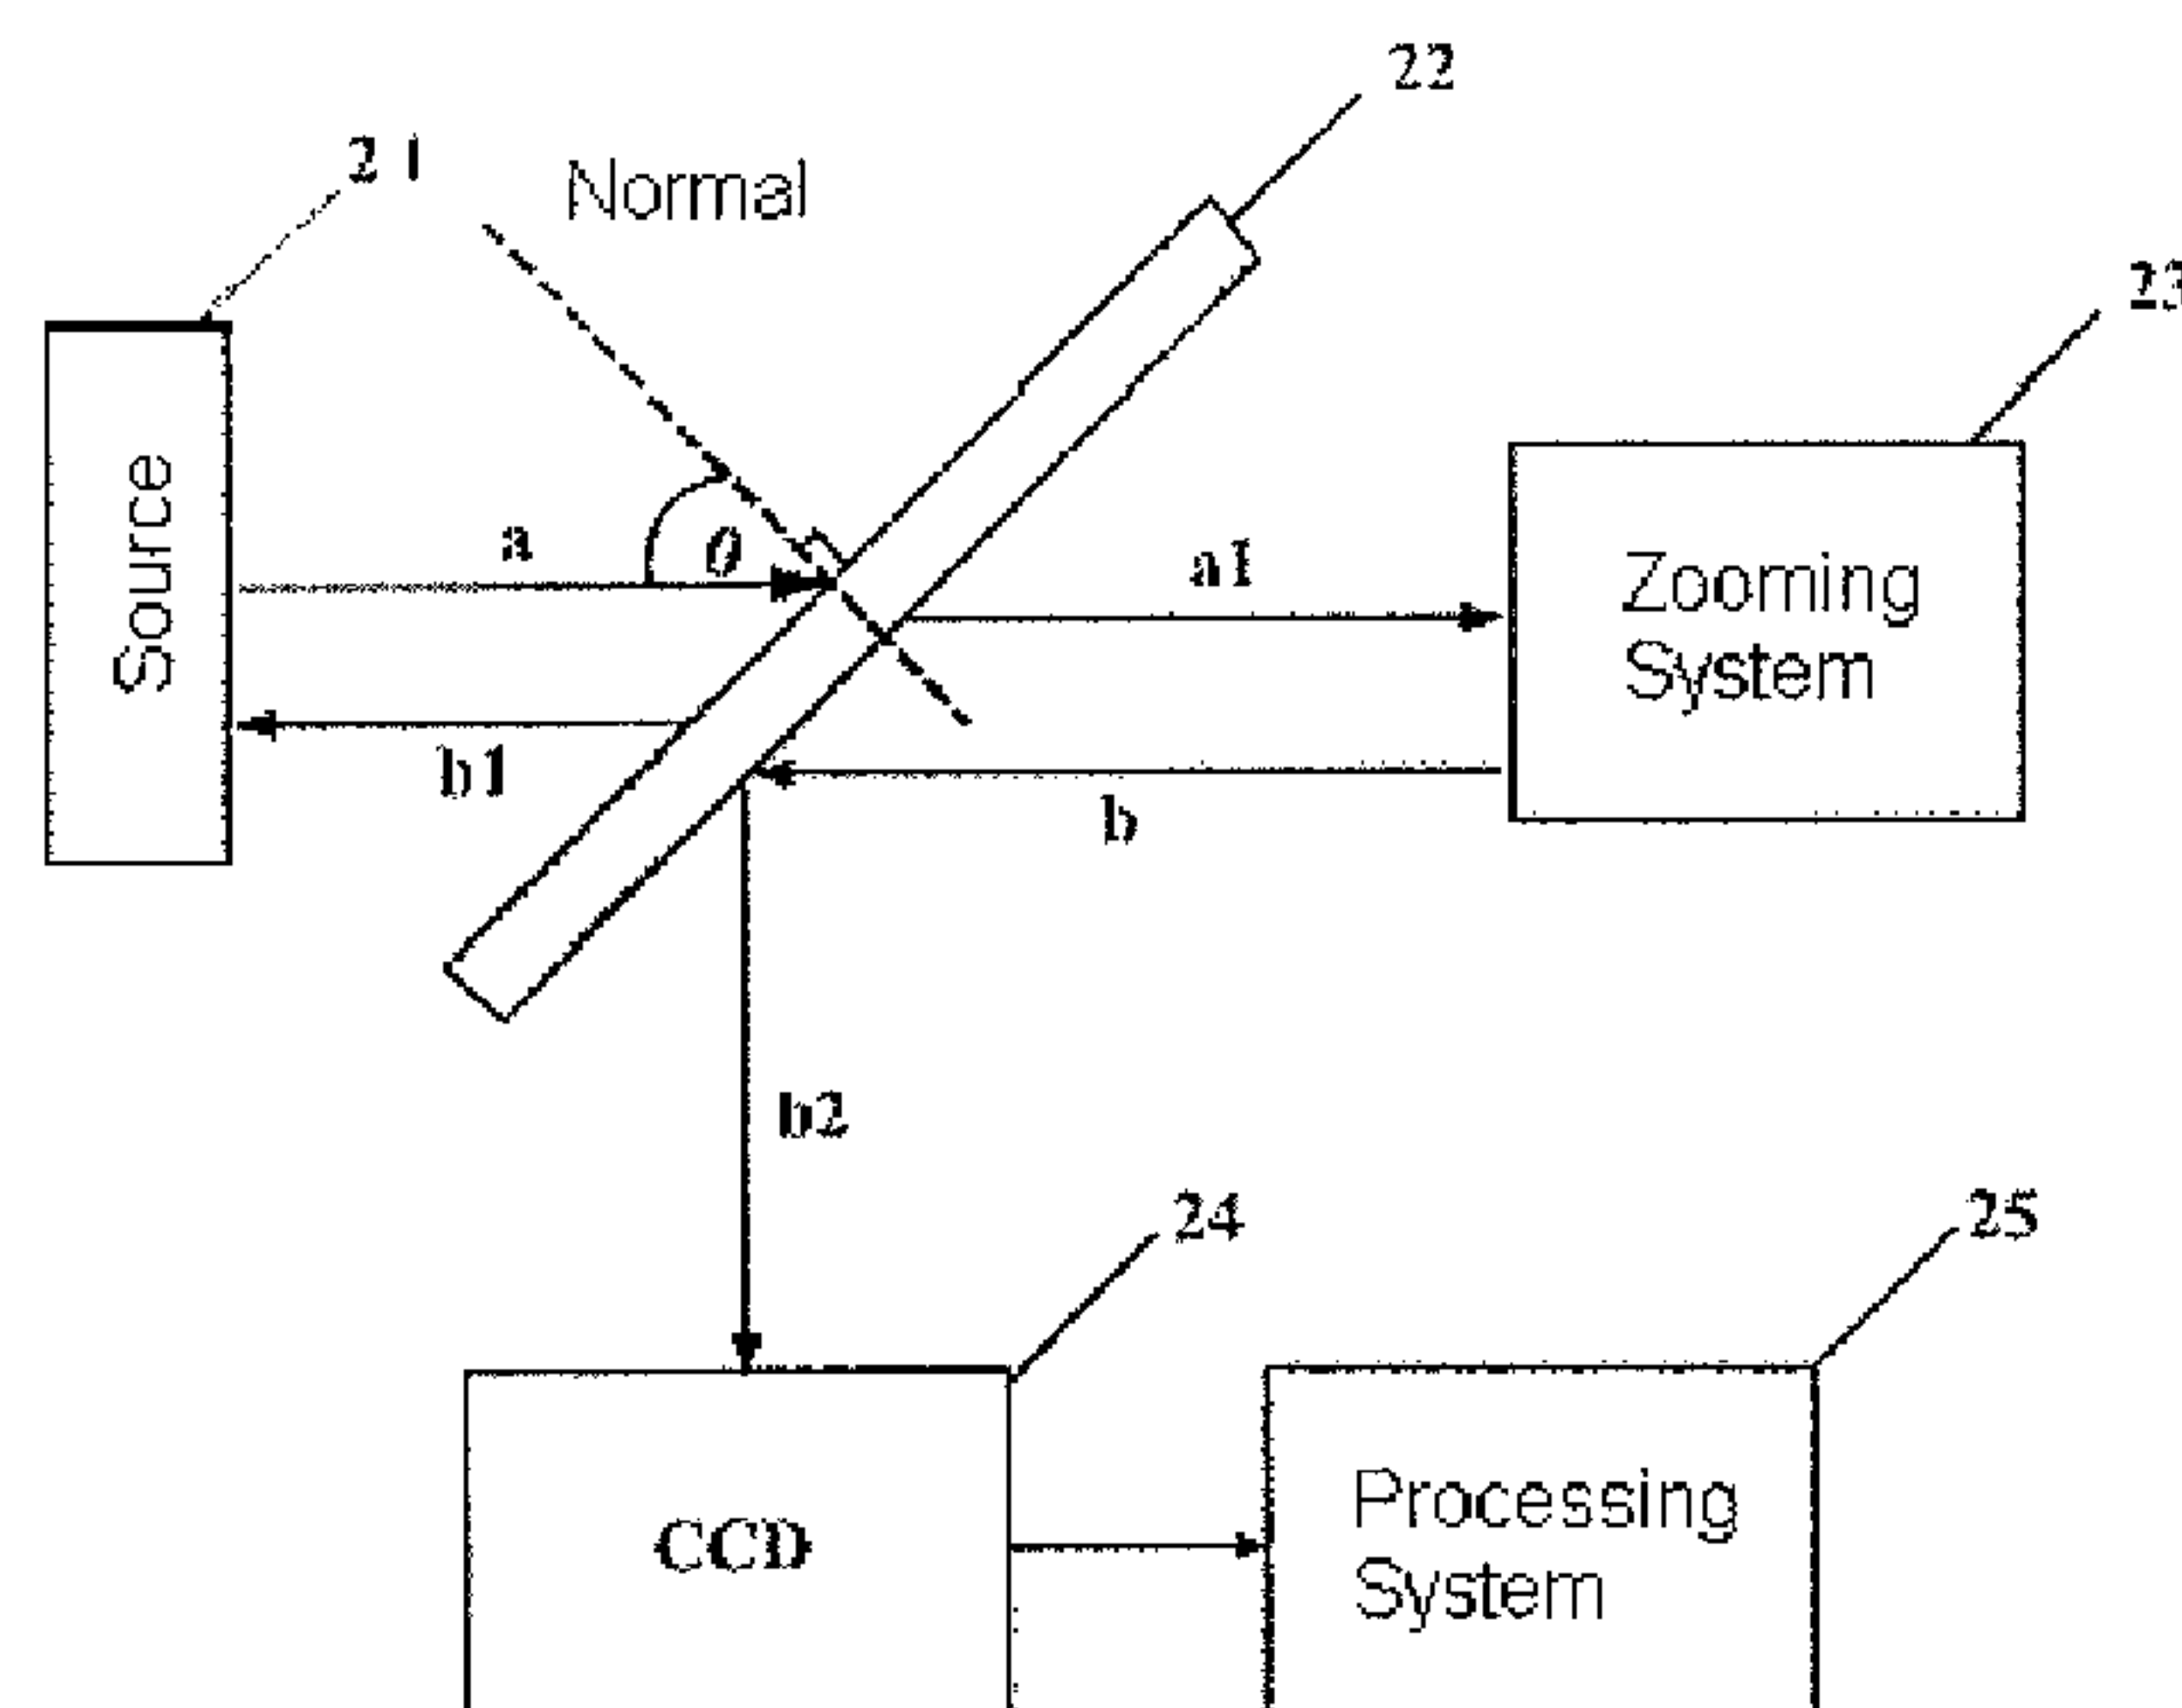 22
21
Normal
23
Source
a
θ
a1
Zooming
System
b1
b
b2
24
25
CCD
Processing
System